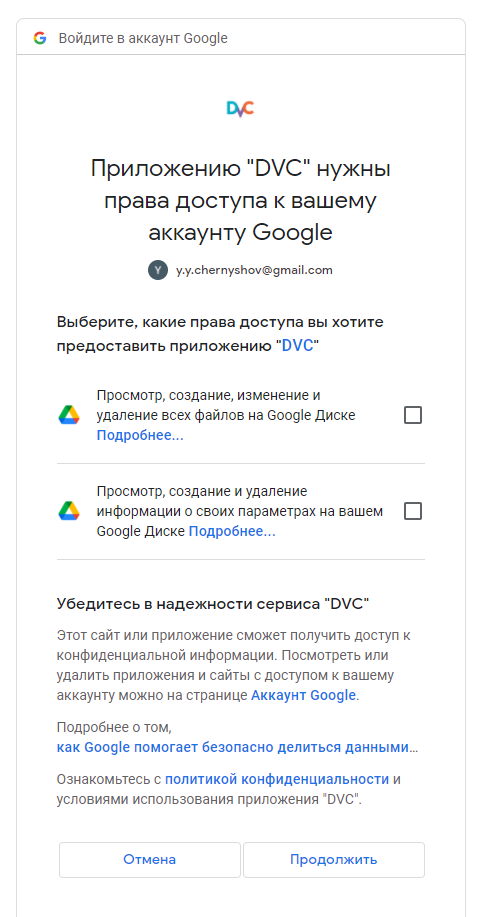 Войдите в аккаунт Google
DVC
Приложению "DVC" нужны
права доступа к вашему
аккаунту Google
Y y.y.chernyshov@gmail.com
Выберите, какие права доступа вы хотите
предоставить приложению "DVC"
Просмотр, создание, изменение и
удаление всех файлов на Google Диске
Подробнее...
Просмотр, создание и удаление
информации о своих параметрах на вашем
Google Диске Подробнее...
Убедитесь в надежности сервиса "DVC"
Этот сайт или приложение сможет получить доступ к
конфиденциальной информации. Посмотреть или
удалить приложения и сайты с доступом к вашему
аккаунту можно на странице Аккаунт Google.
Подробнее о том,
как Google помогает безопасно делиться данными...
Ознакомьтесь с политикой конфиденциальности и
условиями использования приложения "DVC".
Отмена Продолжить